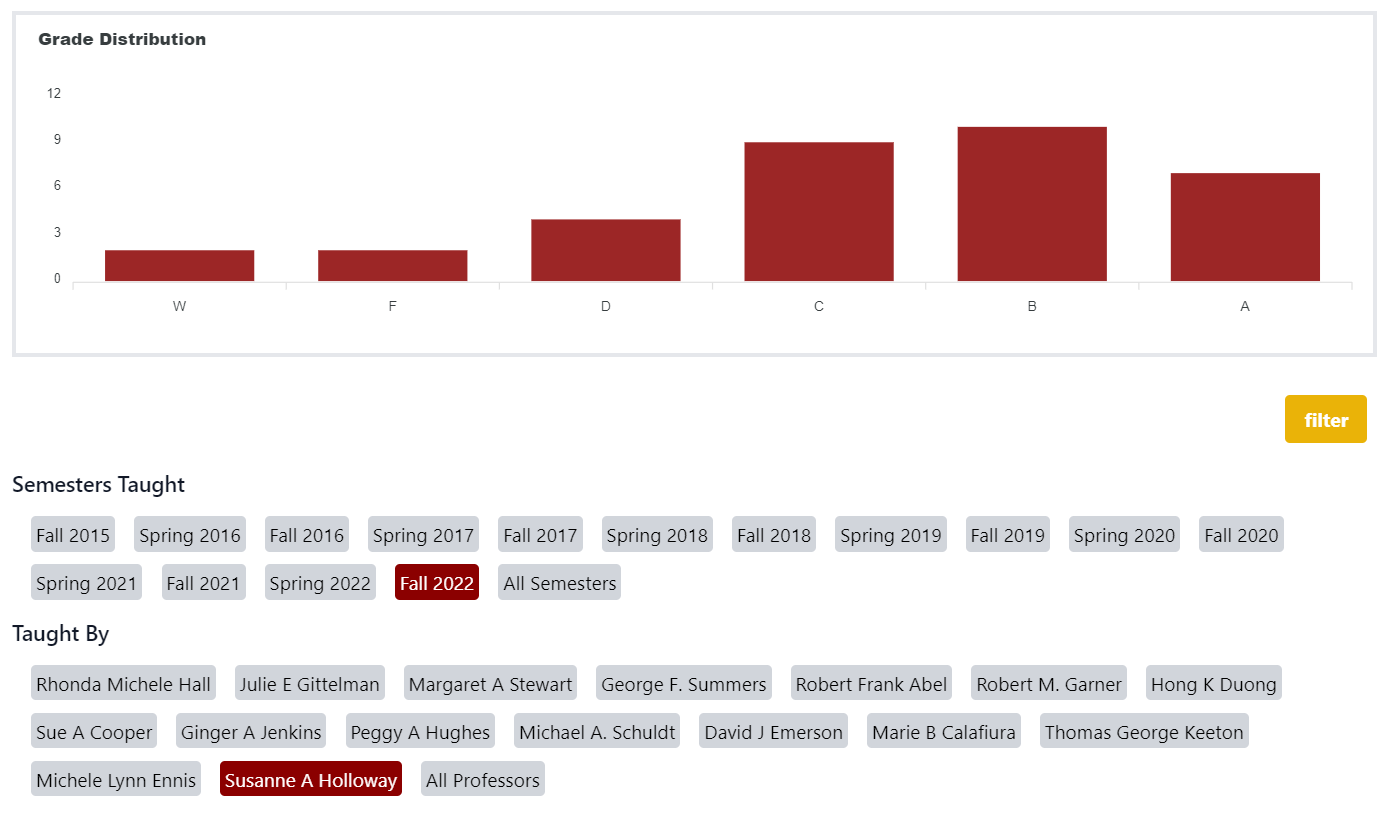 Grade Distribution
12
9
6
3
0
W F D C B A
filter
Semesters Taught
Fall 2015 Spring 2016 Fall 2016 Spring 2017 Fall 2017 Spring 2018 Fall 2018 Spring 2019 Fall 2019 Spring 2020 Fall 2020
Spring 2021 Fall 2021 Spring 2022 Fall 2022 All Semesters
Taught By
Rhonda Michele Hall Julie E Gittelman Margaret A Stewart George F. Summers Robert Frank Abel Robert M. Garner Hong K Duong
Sue A Cooper Ginger A Jenkins Peggy A Hughes Michael A. Schuldt David J Emerson Marie B Calafiura Thomas George Keeton
Michele Lynn Ennis Susanne A Holloway All Professors